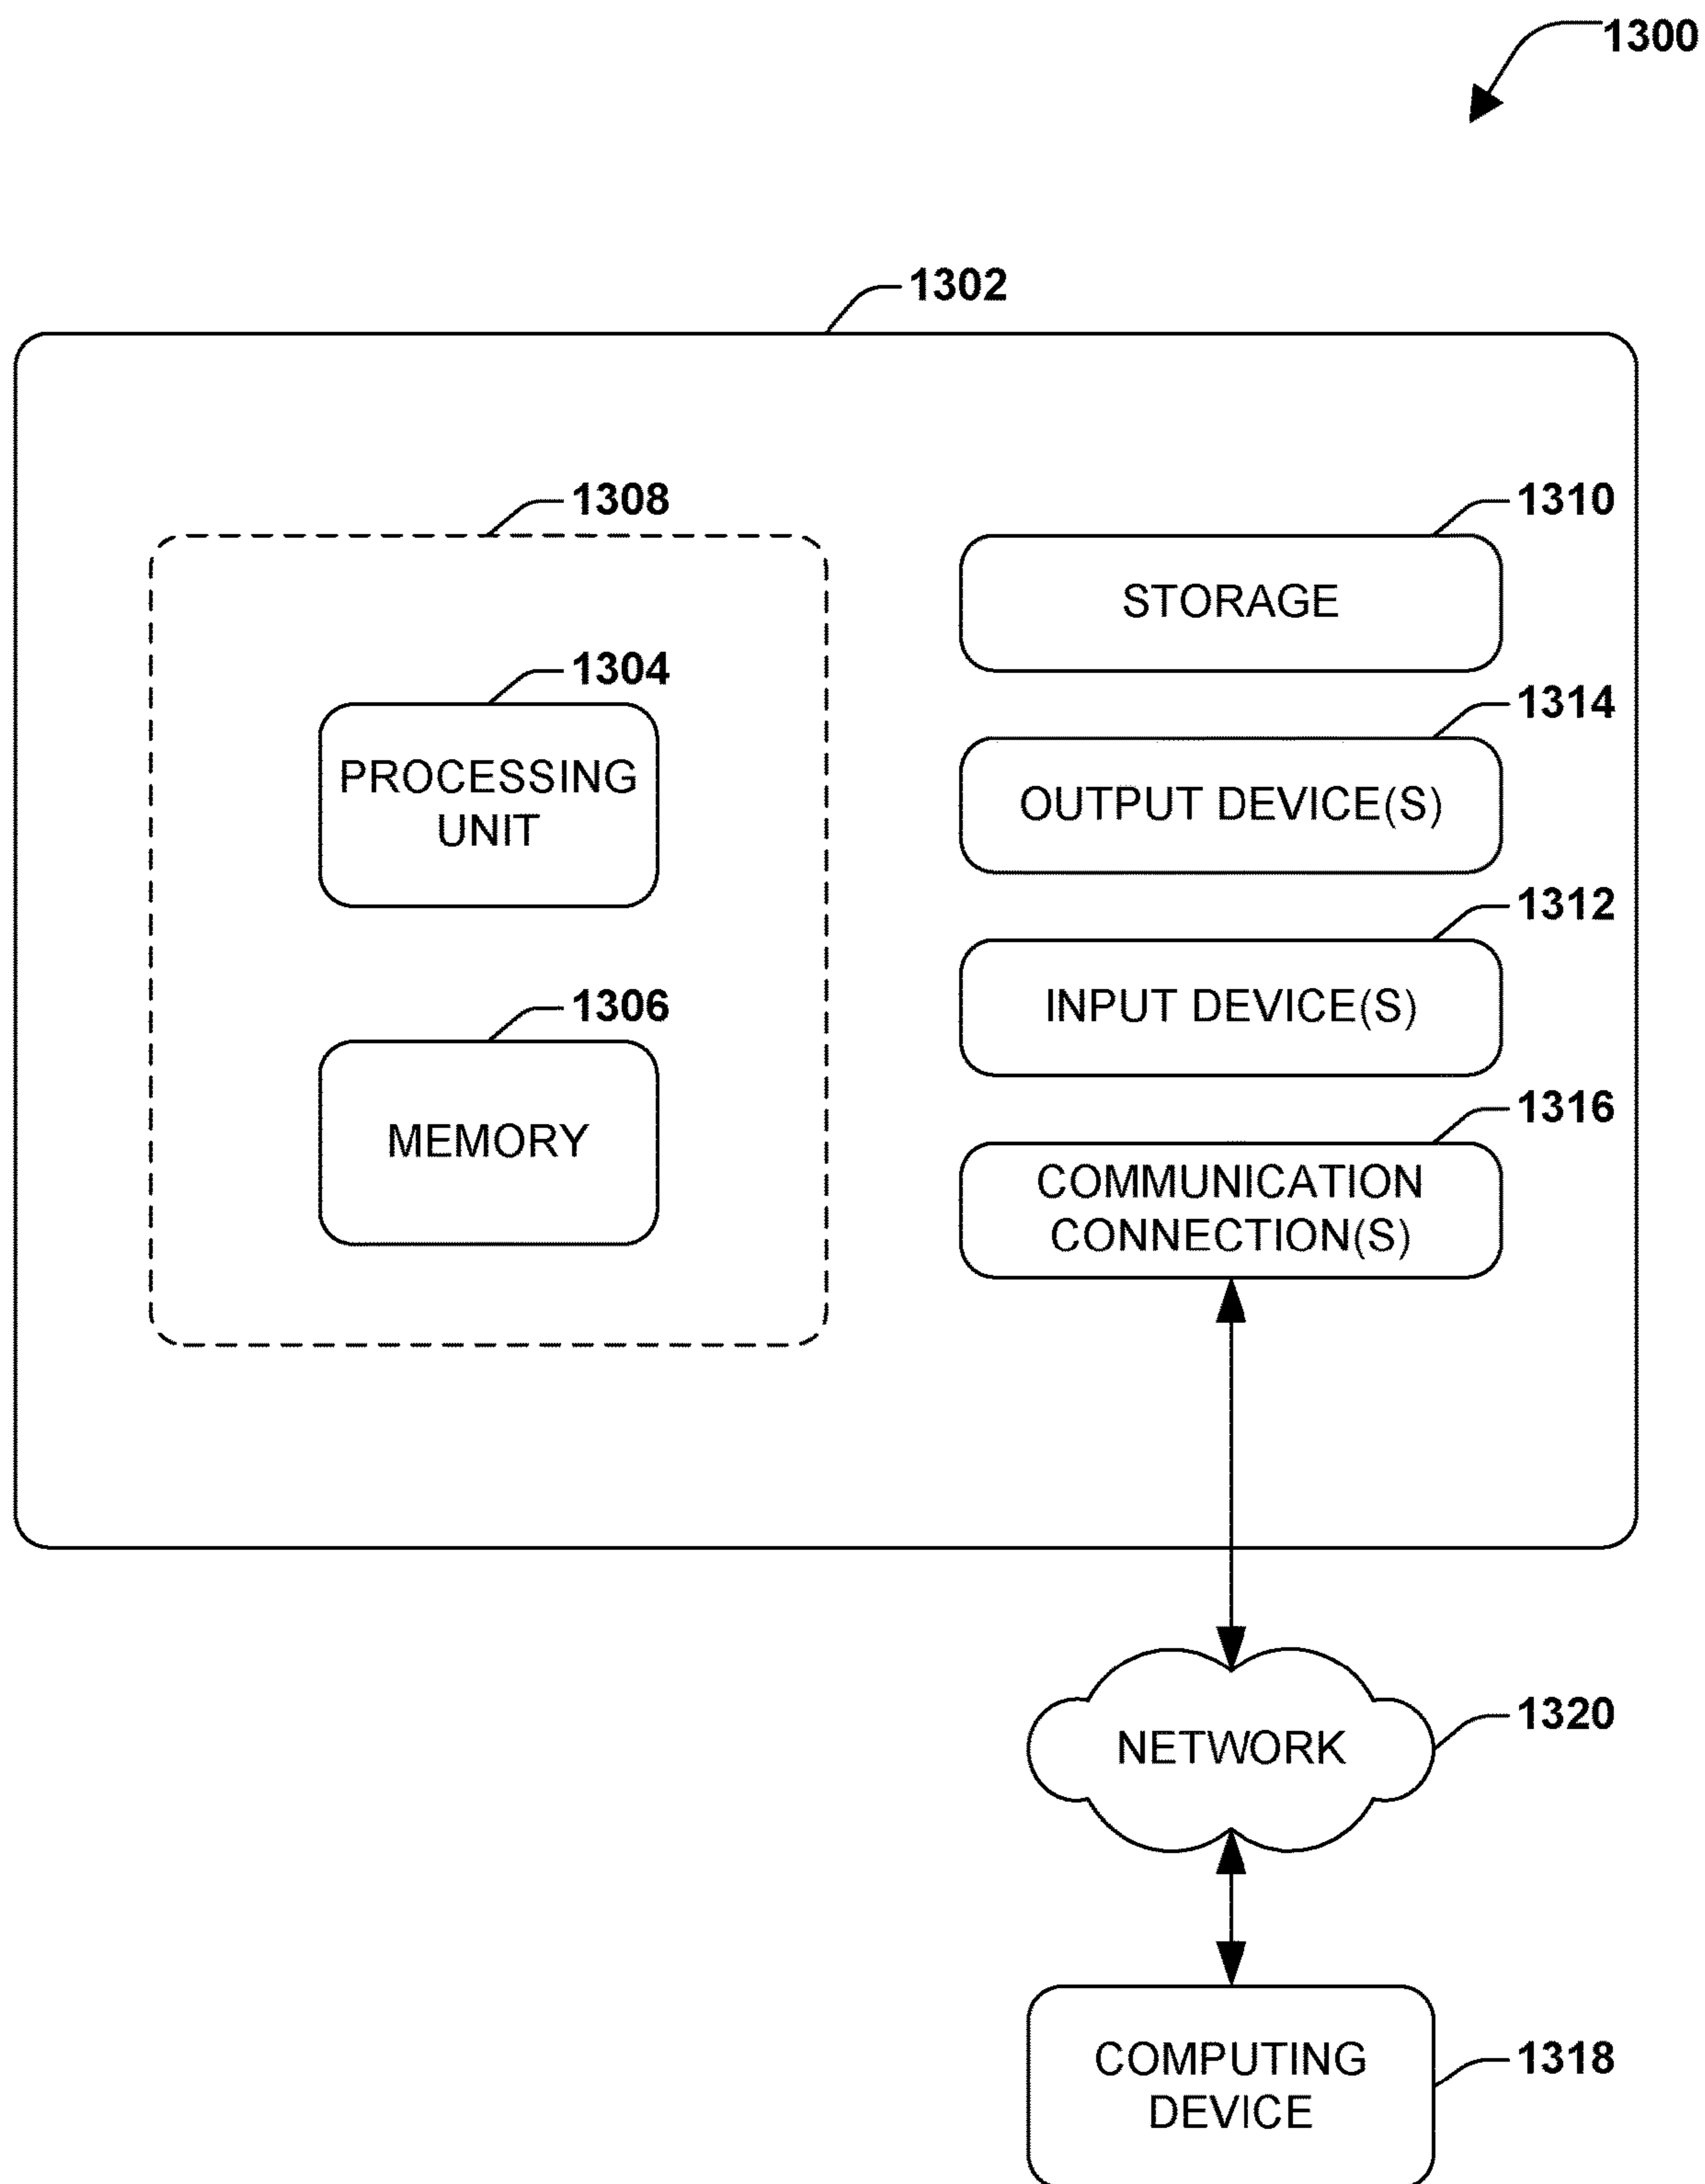 1300
1302
1308
1310
STORAGE
1304
PROCESSING
UNIT
1314
OUTPUT DEVICE(S)
1312
INPUT DEVICE(S)
1306
MEMORY
1316
COMMUNICATION
CONNECTION(S)
1320
NETWORK
1318
COMPUTING
DEVICE